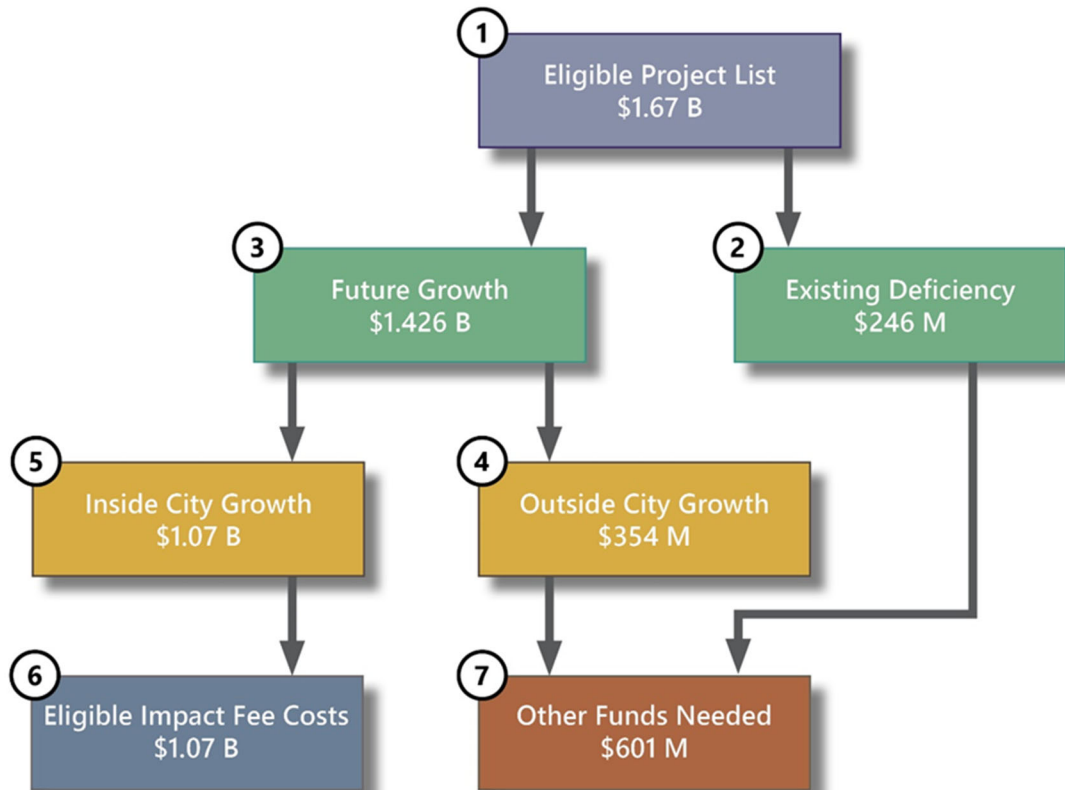 1
Eligible Project List
$1.67 B
3
Future Growth
$1.426 B
2
Existing Deficiency
$246 M
5
Inside City Growth
$1.07 B
4
Outside City Growth
$354 M
6
Eligible Impact Fee Costs
$1.07 B
7
Other Funds Needed
$601 M